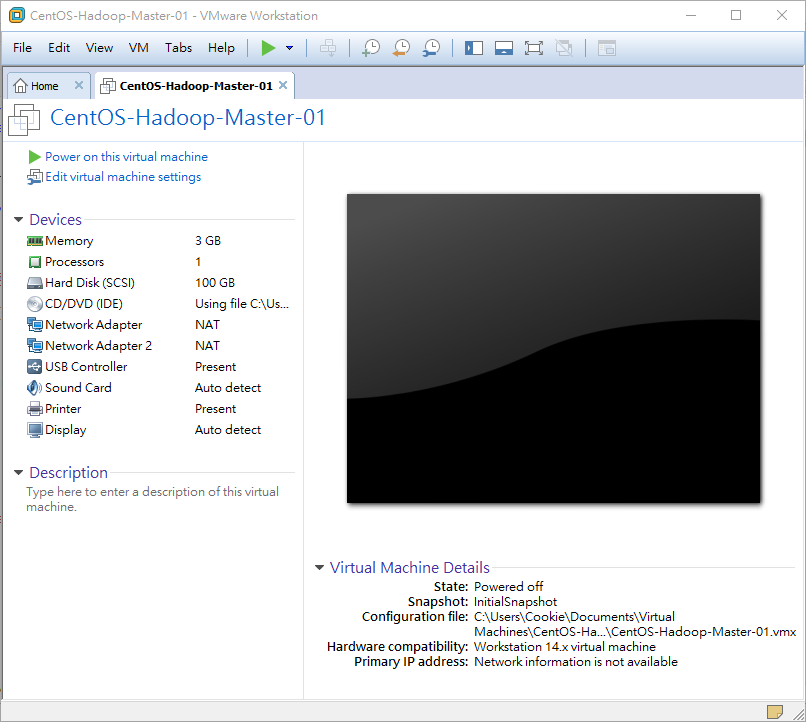 CentOS-Hadoop-Master-01 - VMware Workstation
File Edit View VM Tabs Help
Home CentOS-Hadoop-Master-01
CentOS-Hadoop-Master-01
Power on this virtual machine
Edit virtual machine settings
Devices
Memory 3 GB
Processors 1
Hard Disk (SCSI) 100 GB
CD/DVD (IDE) Using file C:\Us...
Network Adapter NAT
Network Adapter 2 NAT
USB Controller Present
Sound Card Auto detect
Printer Present
Display Auto detect
Description
Type here to enter a description of this virtual
machine.
Virtual Machine Details
State: Powered off
Snapshot: InitialSnapshot
Configuration file: C:\Users\Cookie\Documents\Virtual
Machines\CentOS-Ha...\CentOS-Hadoop-Master-01.vmx
Hardware compatibility: Workstation 14.x virtual machine
Primary IP address: Network information is not available